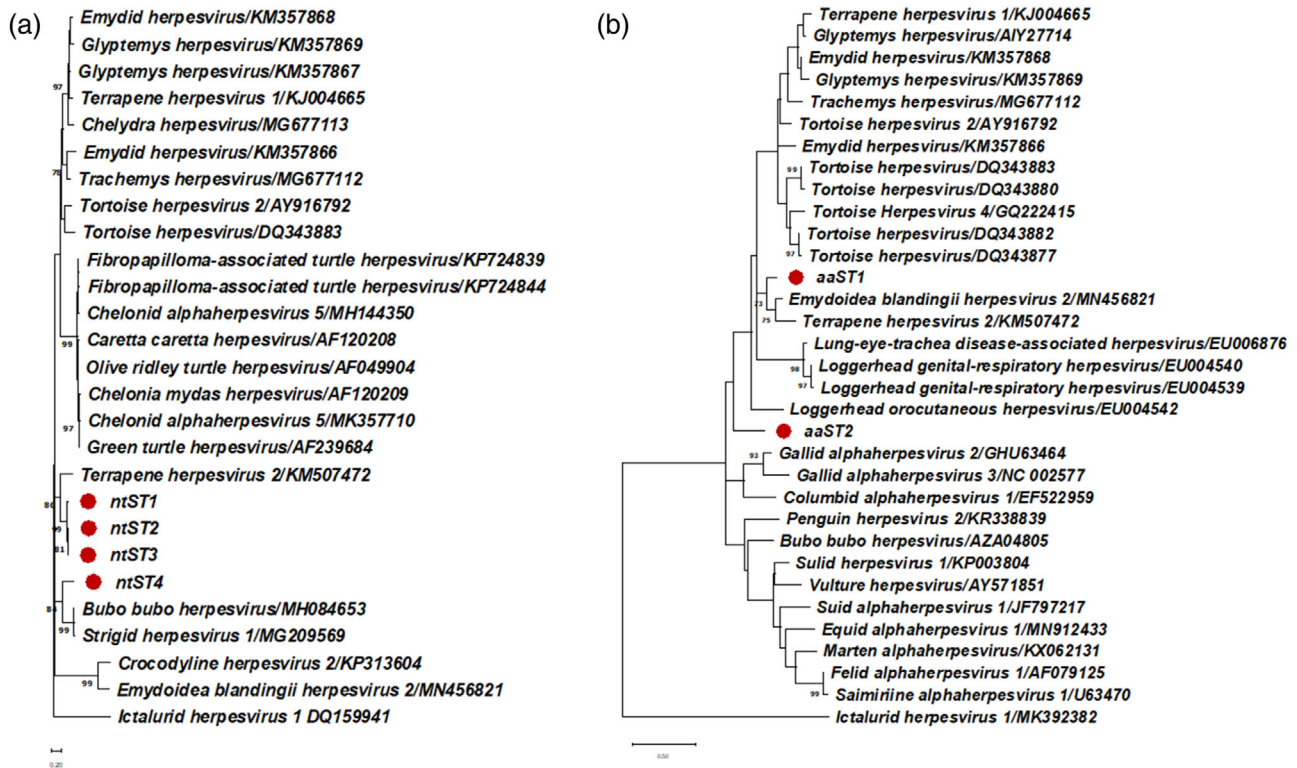 (a)
Emydid herpesvirus/KM357868
Glyptemys herpesvirus/KM357869
Glyptemys herpesvirus/KM357867
97
Terrapene herpesvirus 1/KJ004665
Chelydra herpesvirus/MG677113
Emydid herpesvirus/KM357866
78
Trachemys herpesvirus/MG677112
Tortoise herpesvirus 2/AY916792
Tortoise herpesvirus/DQ343883
Fibropapilloma-associated turtle herpesvirus/KP724839
Fibropapilloma-associated turtle herpesvirus/KP724844
Chelonid alphaherpesvirus 5/MH144350
99
Caretta caretta herpesvirus/AF120208
Olive ridley turtle herpesvirus/AF049904
Chelonia mydas herpesvirus/AF120209
Chelonid alphaherpesvirus 5/MK357710
97
Green turtle herpesvirus/AF239684
Terrapene herpesvirus 2/KM507472
ntST1
99
ntST2
81
ntST3
ntST4
Bubo bubo herpesvirus/MH084653
99
Strigid herpesvirus 1/MG209569
Crocodyline herpesvirus 2/KP313604
99
Emydoidea blandingii herpesvirus 2/MN456821
Ictalurid herpesvirus 1 DQ159941
0.20
(b)
Terrapene herpesvirus 1/KJ004665
Glyptemys herpesvirus/AIY27714
Emydid herpesvirus/KM357868
Glyptemys herpesvirus/KM357869
Trachemys herpesvirus/MG677112
Tortoise herpesvirus 2/AY916792
Emydid herpesvirus/KM357866
99
Tortoise herpesvirus/DQ343883
Tortoise herpesvirus/DQ343880
Tortoise Herpesvirus 4/GQ222415
Tortoise herpesvirus/DQ343882
97
Tortoise herpesvirus/DQ343877
aaST1
73
Emydoidea blandingii herpesvirus 2/MN456821
75
Terrapene herpesvirus 2/KM507472
Lung-eye-trachea disease-associated herpesvirus/EU006876
98
Loggerhead genital-respiratory herpesvirus/EU004540
97
Loggerhead genital-respiratory herpesvirus/EU004539
Loggerhead orocutaneous herpesvirus/EU004542
aaST2
93
Gallid alphaherpesvirus 2/GHU63464
Gallid alphaherpesvirus 3/NC 002577
Columbid alphaherpesvirus 1/EF522959
Penguin herpesvirus 2/KR338839
Bubo bubo herpesvirus/AZA04805
Sulid herpesvirus 1/KP003804
Vulture herpesvirus/AY571851
Suid alphaherpesvirus 1/JF797217
Equid alphaherpesvirus 1/MN912433
Marten alphaherpesvirus/KX062131
Felid alphaherpesvirus 1/AF079125
99
Saimiriine alphaherpesvirus 1/U63470
Ictalurid herpesvirus 1/MK392382
0.50